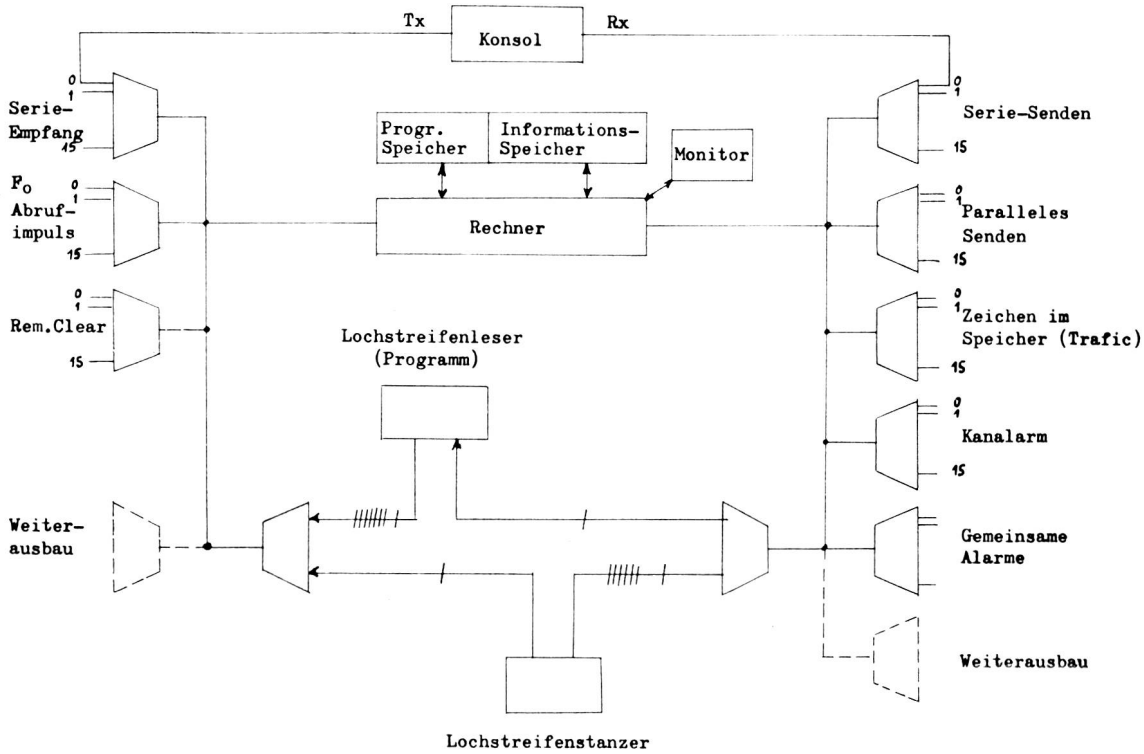 Tx
Konsol
Rx
0
1
Serie-
Empfang
15
F₀
0
1
Abruf-
impuls
15
0
1
Rem.Clear
15
Weiter-
ausbau
Progr.
Speicher
Informations-
Speicher
Monitor
Rechner
Lochstreifenleser
(Programm)
Lochstreifenstanzer
0
1
Serie-Senden
15
0
1
Paralleles
Senden
15
0
1
Zeichen im
Speicher (Trafic)
15
0
1
Kanalarm
15
Gemeinsame
Alarme
Weiterausbau